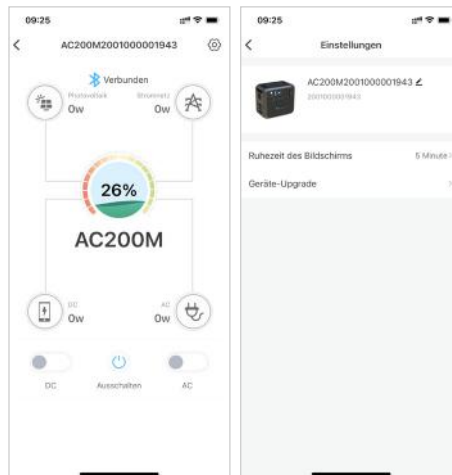 09:25
AC200M2001000001943
Verbunden
Photovoltaik
0w
Stromnetz
0w
26%
AC200M
DC
0w
AC
0w
DC
Ausschalten
AC
09:25
Einstellungen
AC200M2001000001943
2001000001943
Ruhezeit des Bildschirms
5 Minute
Geräte-Upgrade